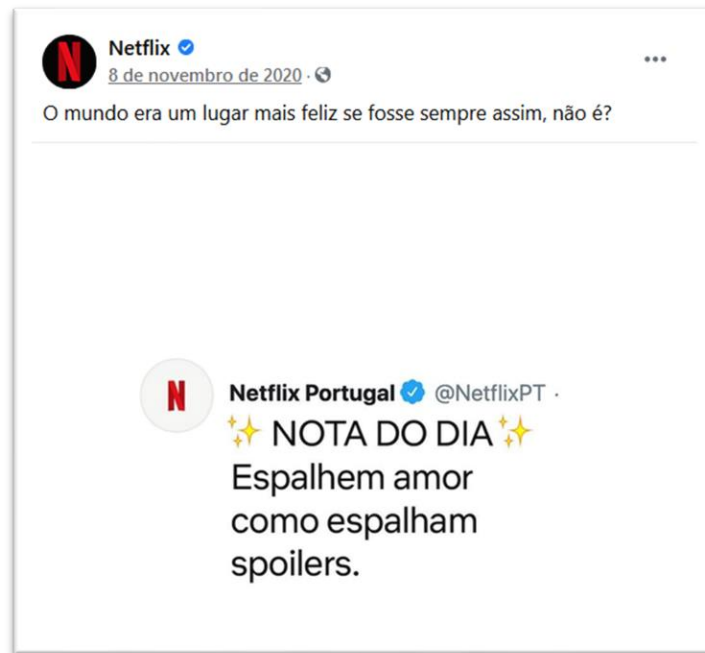 Netflix
8 de novembro de 2020 ·
O mundo era um lugar mais feliz se fosse sempre assim, não é?
N
Netflix Portugal @NetflixPT ·
✨ NOTA DO DIA✨
Espalhem amor
como espalham
spoilers.